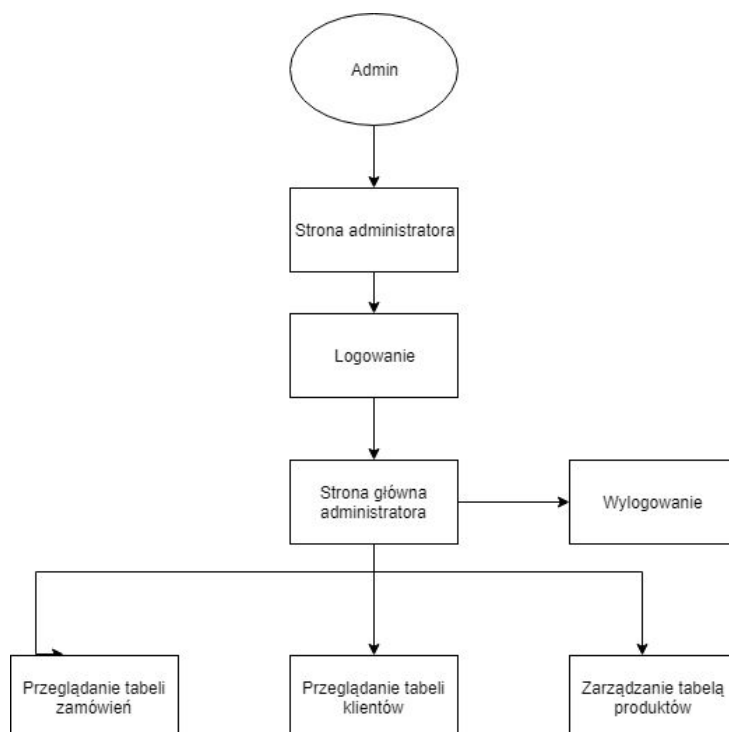 Admin
Strona administratora
Logowanie
Strona główna
administratora
Wylogowanie
Przeglądanie tabeli
zamówień
Przeglądanie tabeli
klientów
Zarządzanie tabelą
produktów